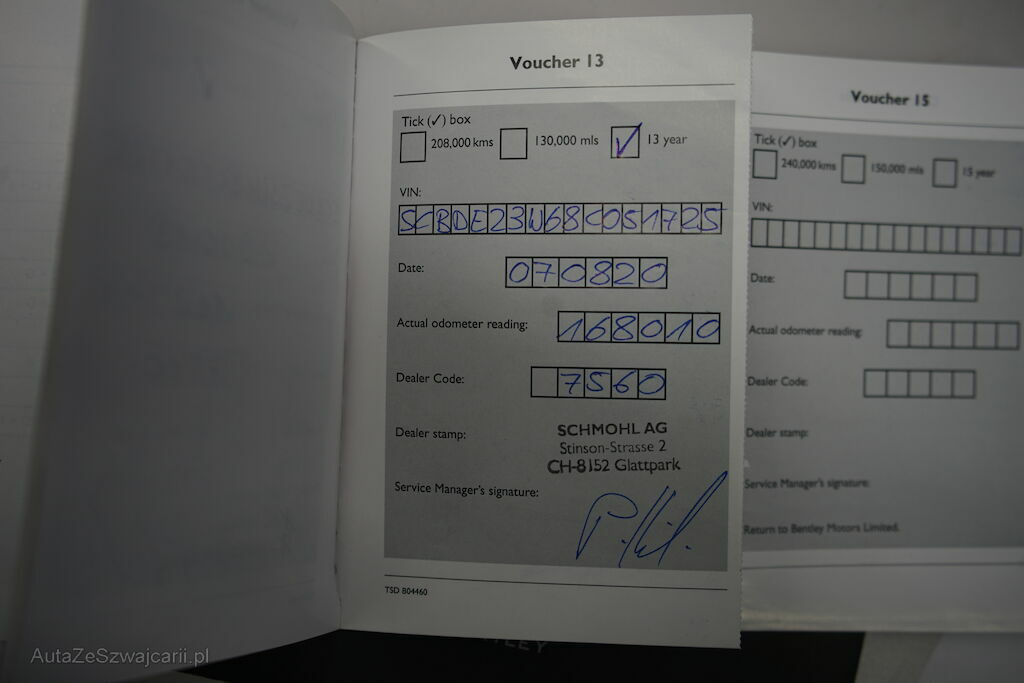 Voucher 13
Tick (✓) box
208,000 kms 130,000 mls ✓ 13 year
VIN:
SCBDE23W68C051725
Date: 070820
Actual odometer reading: 168010
Dealer Code: 7560
Dealer stamp: SCHMOHL AG
Stinson-Strasse 2
CH-8152 Glattpark
Service Manager's signature:
TSD B04460
Voucher 15
Tick (✓) box
240,000 kms 150,000 mls 15 year
VIN:
Date:
Actual odometer reading:
Dealer Code:
Dealer stamp:
Service Manager's signature:
Return to Bentley Motors Limited.
AutaZeSzwajcarii.pl